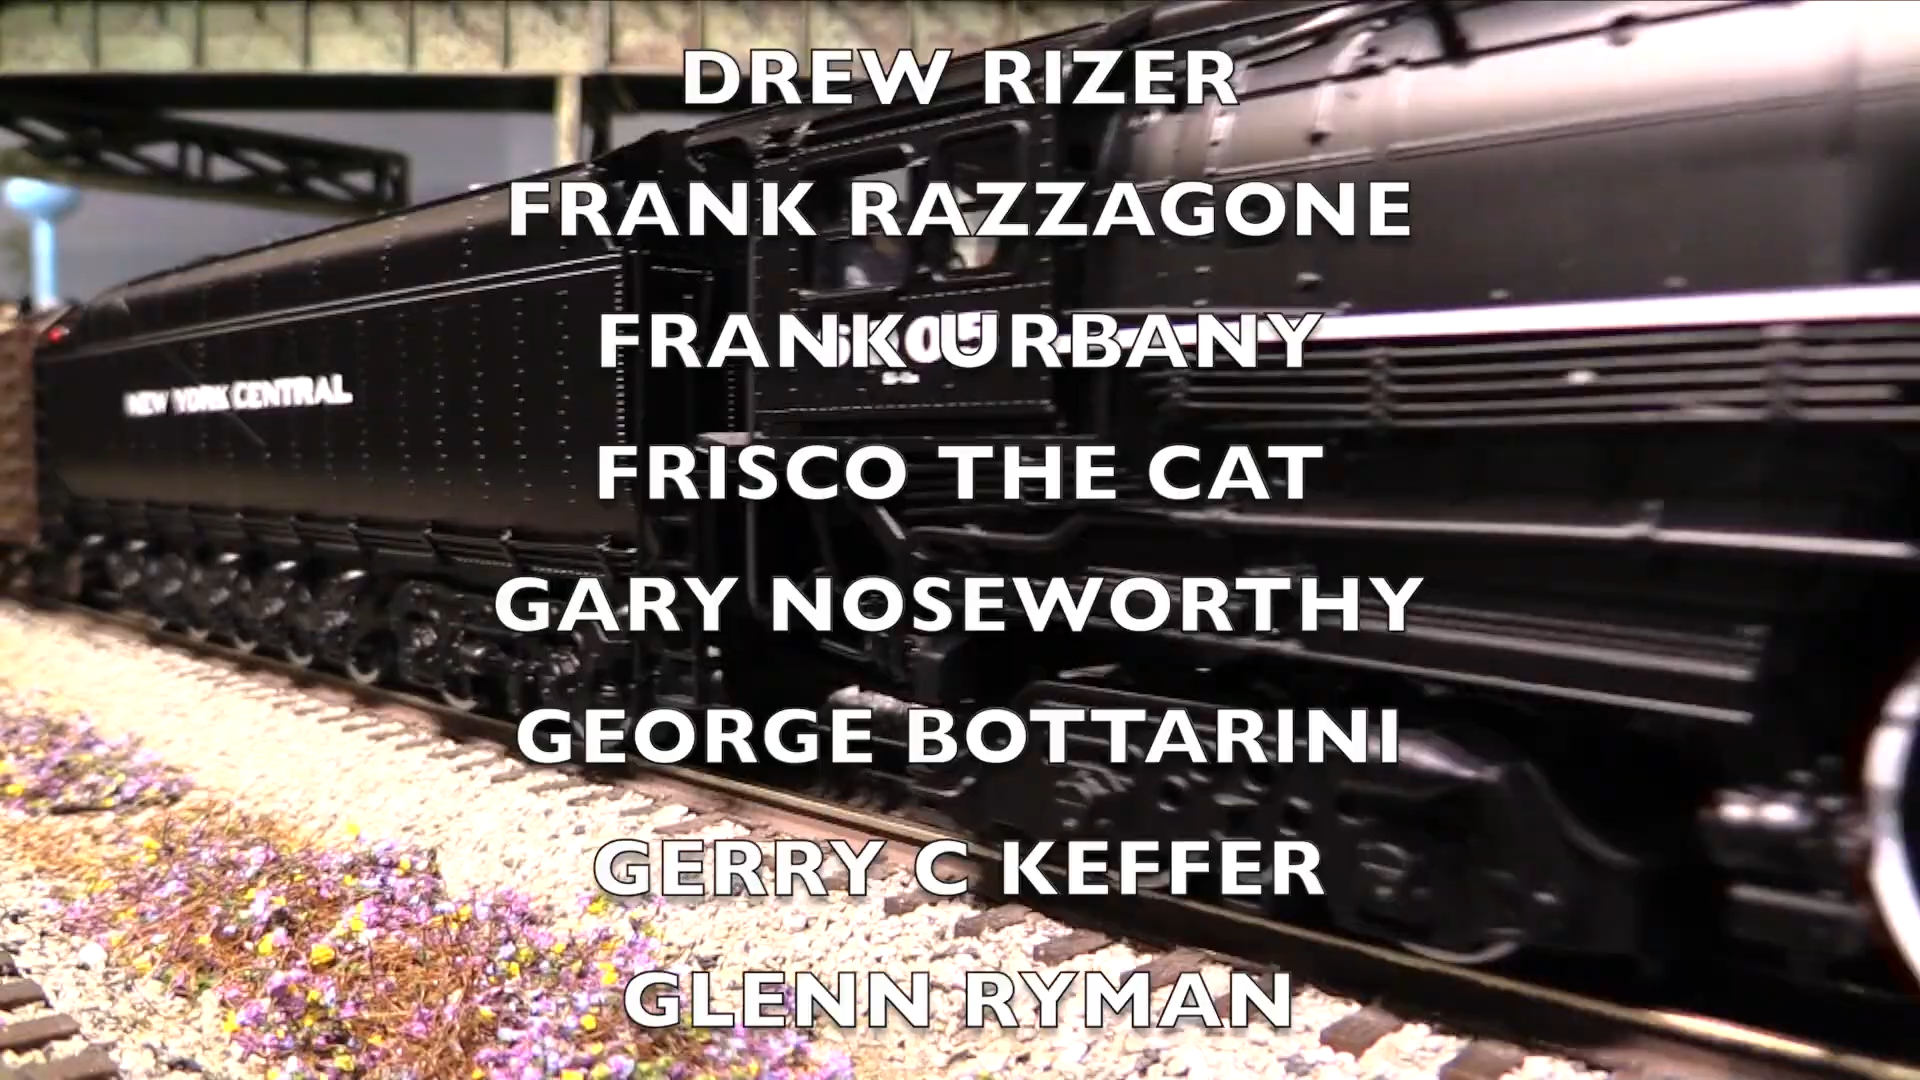 DREW RIZER
FRANK RAZZAGONE
FRANK URBANY
NEW YORK CENTRAL
FRISCO THE CAT
GARY NOSEWORTHY
GEORGE BOTTARINI
GERRY C KEFFER
GLENN RYMAN